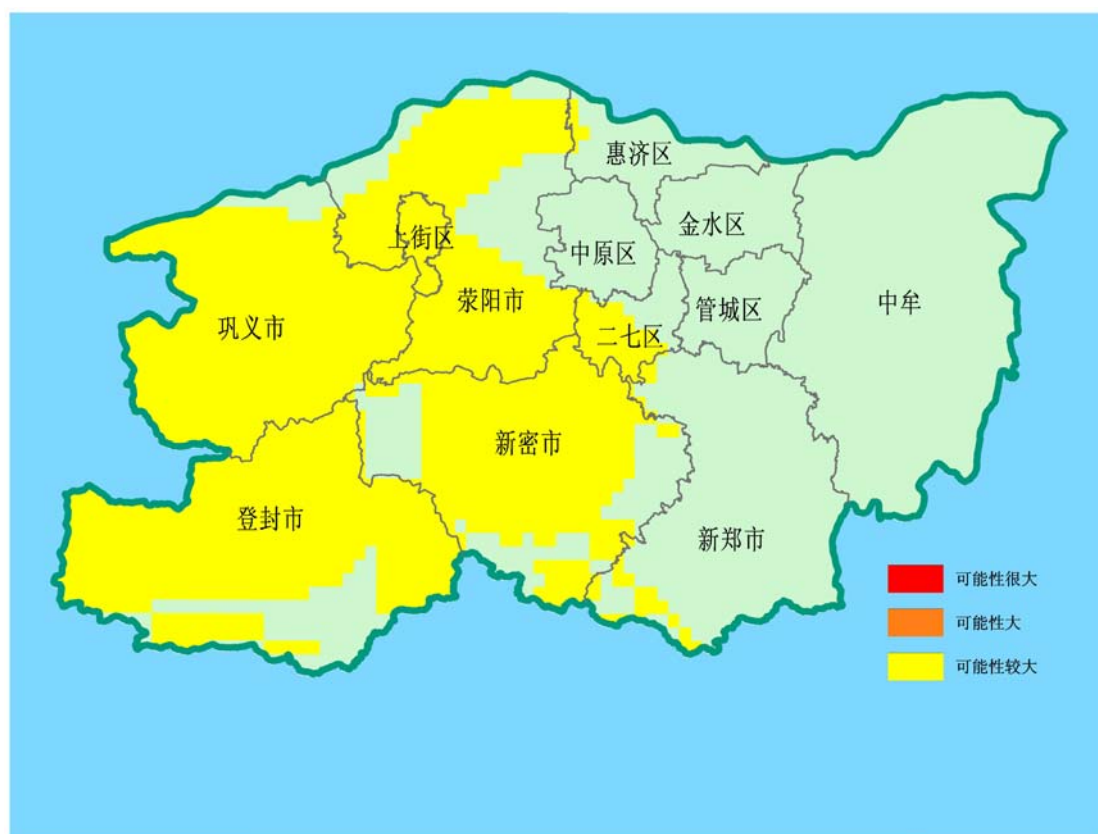 惠济区
金水区
上街区
中原区
荥阳市
管城区
中牟
巩义市
二七区
新密市
登封市
新郑市
可能性很大
可能性大
可能性较大